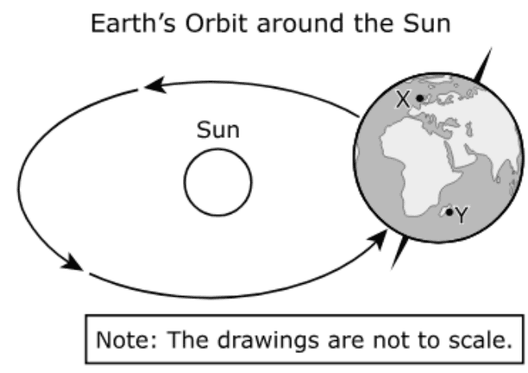 Earth's Orbit around the Sun
X
Sun
Y
Note: The drawings are not to scale.